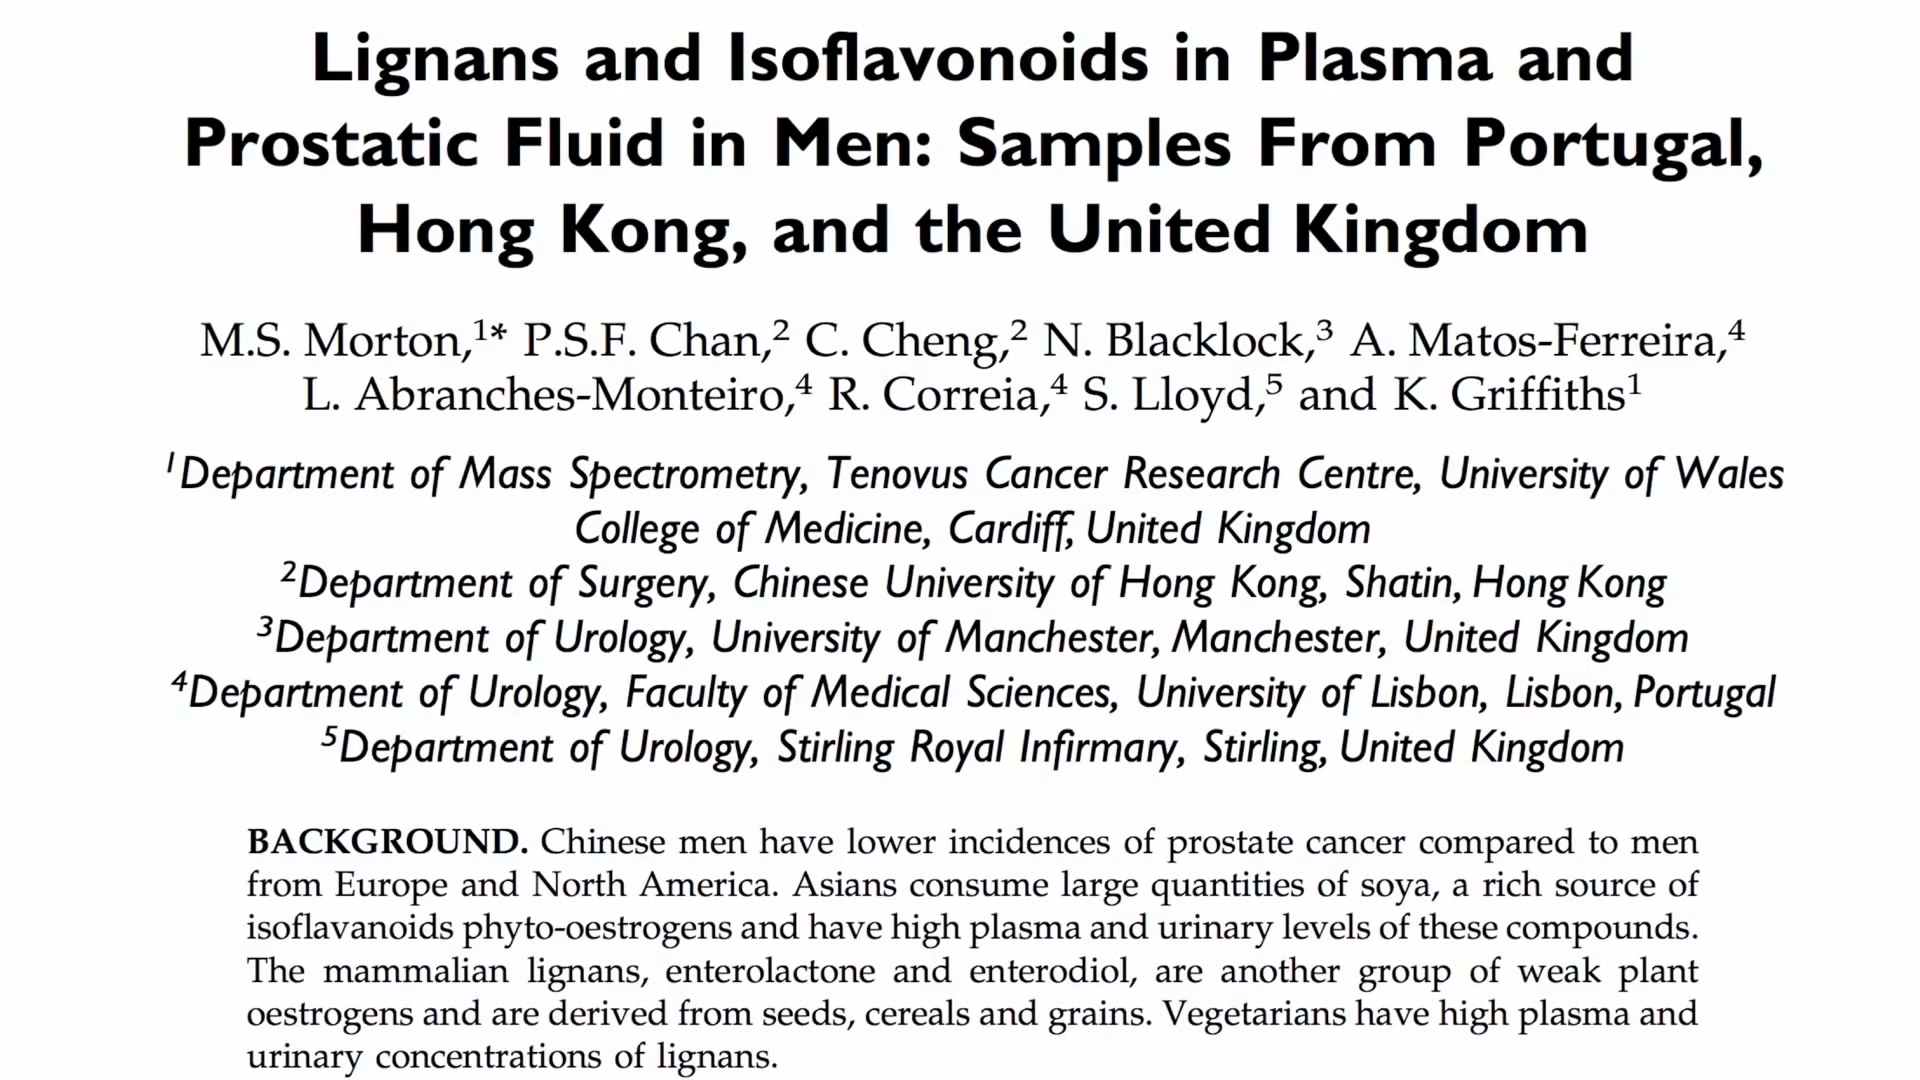 Lignans and Isoflavonoids in Plasma and
Prostatic Fluid in Men: Samples From Portugal,
Hong Kong, and the United Kingdom
M.S. Morton,¹* P.S.F. Chan,² C. Cheng,² N. Blacklock,³ A. Matos-Ferreira,⁴
L. Abranches-Monteiro,⁴ R. Correia,⁴ S. Lloyd,⁵ and K. Griffiths¹
¹Department of Mass Spectrometry, Tenovus Cancer Research Centre, University of Wales
College of Medicine, Cardiff, United Kingdom
²Department of Surgery, Chinese University of Hong Kong, Shatin, Hong Kong
³Department of Urology, University of Manchester, Manchester, United Kingdom
⁴Department of Urology, Faculty of Medical Sciences, University of Lisbon, Lisbon, Portugal
⁵Department of Urology, Stirling Royal Infirmary, Stirling, United Kingdom
BACKGROUND. Chinese men have lower incidences of prostate cancer compared to men
from Europe and North America. Asians consume large quantities of soya, a rich source of
isoflavanoids phyto-oestrogens and have high plasma and urinary levels of these compounds.
The mammalian lignans, enterolactone and enterodiol, are another group of weak plant
oestrogens and are derived from seeds, cereals and grains. Vegetarians have high plasma and
urinary concentrations of lignans.